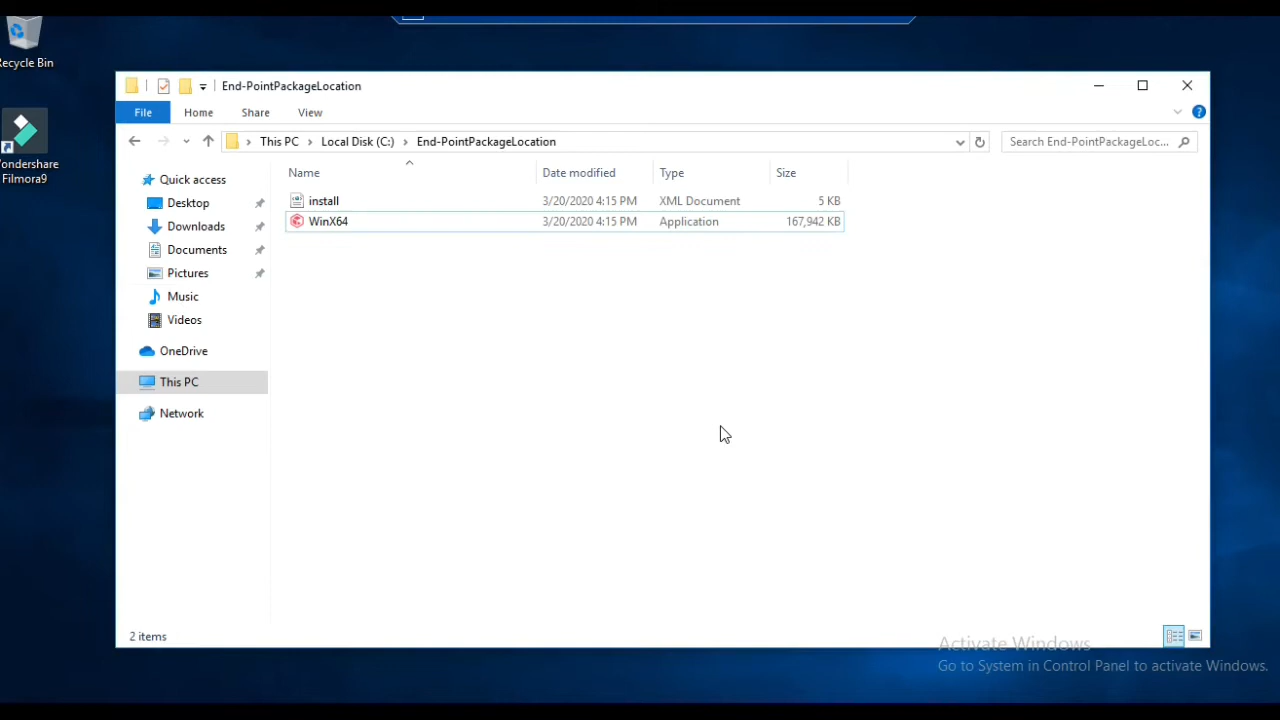 ecycle Bin
ondershare
Filmora9
End-PointPackageLocation
File Home Share View
This PC Local Disk (C:) End-PointPackageLocation
Search End-PointPackageLoc...
Name Date modified Type Size
install 3/20/2020 4:15 PM XML Document 5 KB
WinX64 3/20/2020 4:15 PM Application 167,942 KB
Quick access
Desktop
Downloads
Documents
Pictures
Music
Videos
OneDrive
This PC
Network
2 items
Activate Windows
Go to System in Control Panel to activate Windows.